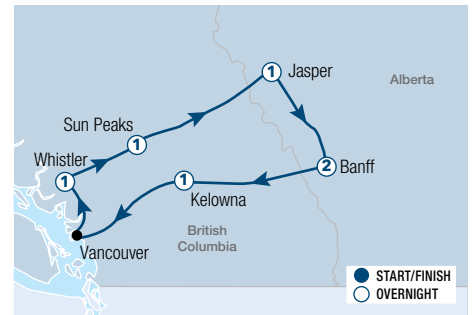 1
Jasper
Alberta
Sun Peaks
1
Whistler
1
2
Banff
1
Kelowna
Vancouver
British
Columbia
START/FINISH
OVERNIGHT